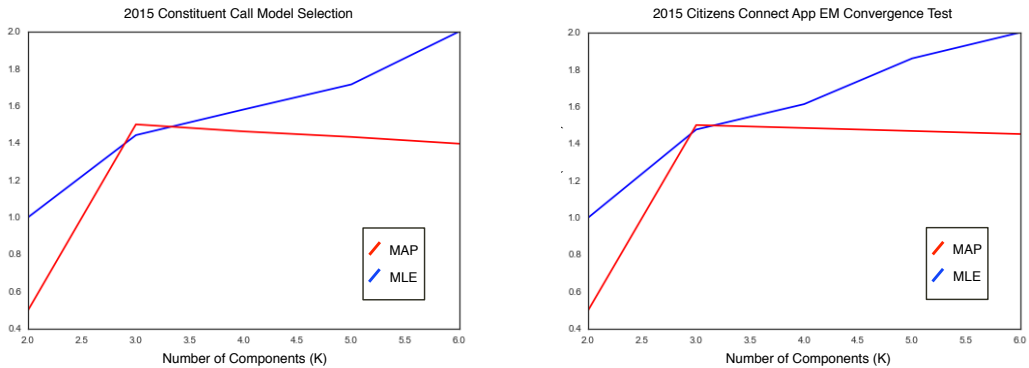 2015 Constituent Call Model Selection
2.0
1.8
1.6
1.4
1.2
1.0
0.8
0.6
0.4
2.0 2.5 3.0 3.5 4.0 4.5 5.0 5.5 6.0
Number of Components (K)
MAP
MLE
2015 Citizens Connect App EM Convergence Test
2.0
1.8
1.6
1.4
1.2
1.0
0.8
0.6
0.4
2.0 2.5 3.0 3.5 4.0 4.5 5.0 5.5 6.0
Number of Components (K)
MAP
MLE